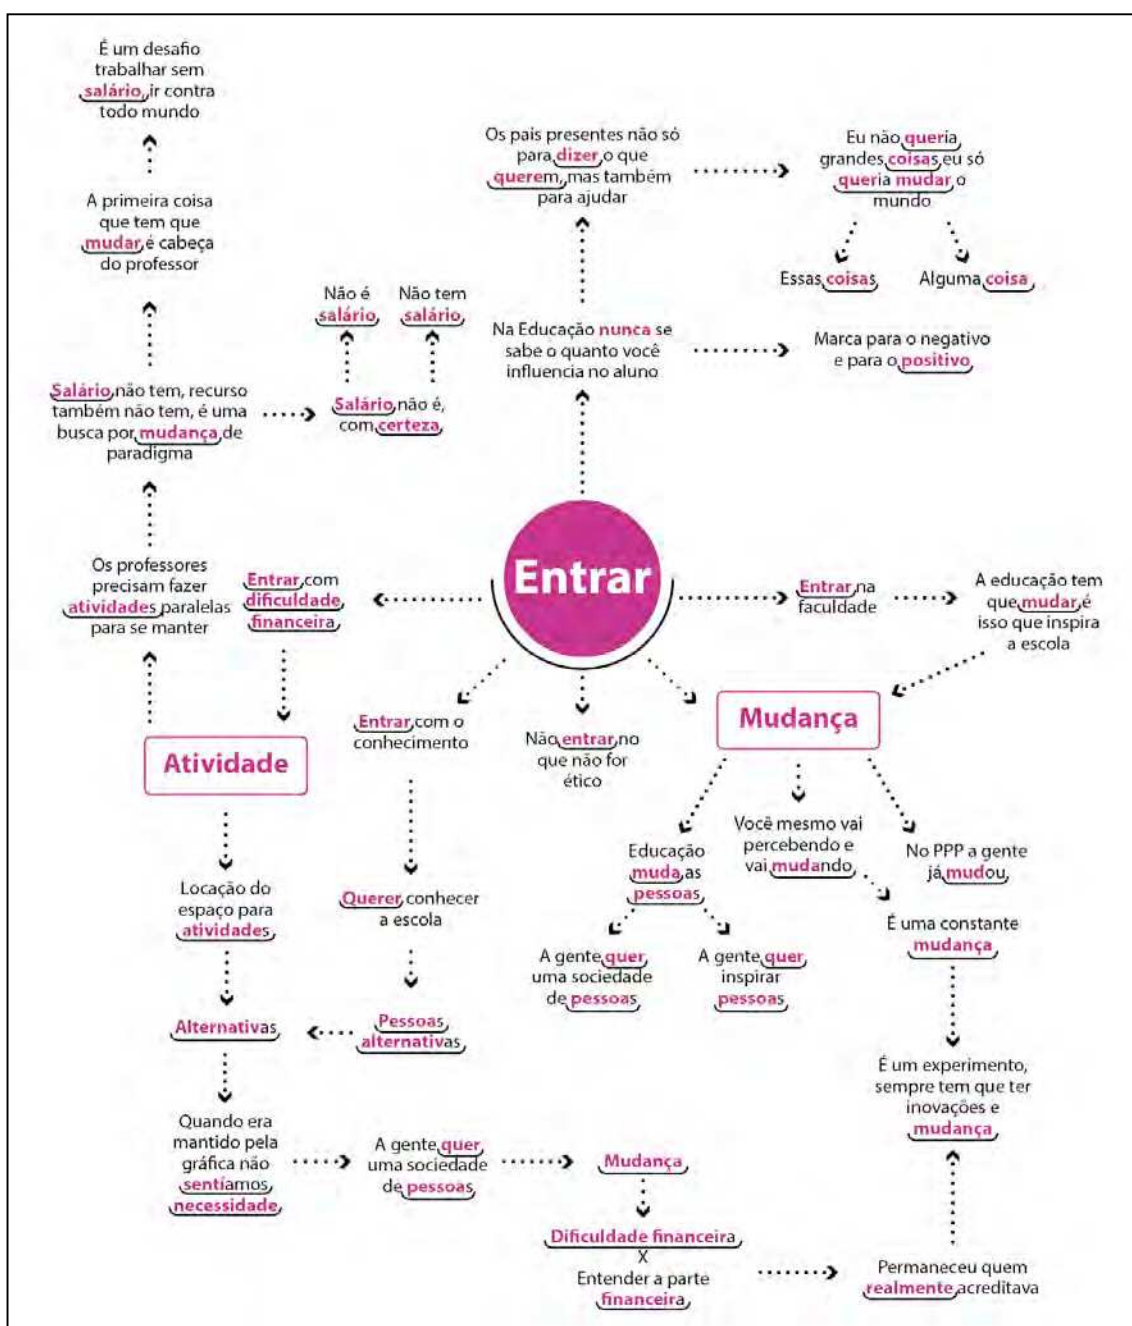 É um desafio
trabalhar sem
salário, ir contra
todo mundo
A primeira coisa
que tem que
mudar é cabeça
do professor
Salário não tem, recurso
também não tem, é uma
busca por mudança de
paradigma
Não é
salário
Não tem
salário
Salário não é,
com certeza
Os pais presentes não só
para dizer o que
querem, mas também
para ajudar
Eu não queria
grandes coisas eu só
queria mudar o
mundo
Essas coisas
Alguma coisa
Na Educação nunca se
sabe o quanto você
influencia no aluno
Marca para o negativo
e para o positivo
Os professores
precisam fazer
atividades paralelas
para se manter
Entrar com
dificuldade
financeira
Entrar
Entrar na
faculdade
A educação tem
que mudar é
isso que inspira
a escola
Atividade
Entrar com o
conhecimento
Não entrar no
que não for
ético
Mudança
Locação do
espaço para
atividades
Querer conhecer
a escola
Educação
muda as
pessoas
Você mesmo vai
percebendo e
vai mudando
No PPP a gente
já mudou
A gente quer
uma sociedade
de pessoas
A gente quer
inspirar
pessoas
É uma constante
mudança
Alternativas
Pessoas
alternativas
É um experimento,
sempre tem que ter
inovações e
mudança
Quando era
mantido pela
gráfica não
sentíamos
necessidade
A gente quer
uma sociedade
de pessoas
Mudança
Dificuldade financeira
X
Entender a parte
financeira
Permaneceu quem
realmente acreditava